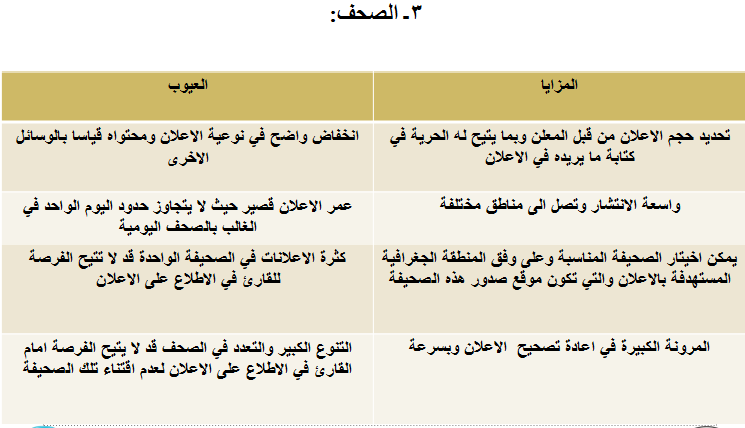 ٣ـ الصحف:
المزايا
العيوب
تحديد حجم الاعلان من قبل المعلن وبما يتيح له الحرية في
كتابة ما يريده في الاعلان
انخفاض واضح في نوعية الاعلان ومحتواه قياسا بالوسائل
الاخرى
واسعة الانتشار وتصل الى مناطق مختلفة
عمر الاعلان قصير حيث لا يتجاوز حدود اليوم الواحد في
الغالب بالصحف اليومية
يمكن اخيتار الصحيفة المناسبة وعلى وفق المنطقة الجغرافية
المستهدفة بالاعلان والتي تكون موقع صدور هذه الصحيفة
كثرة الاعلانات في الصحيفة الواحدة قد لا تتيح الفرصة
للقارئ في الاطلاع على الاعلان
المرونة الكبيرة في اعادة تصحيح الاعلان وبسرعة
التنوع الكبير والتعدد في الصحف قد لا يتيح الفرصة امام
القارئ في الاطلاع على الاعلان لعدم اقتناء تلك الصحيفة